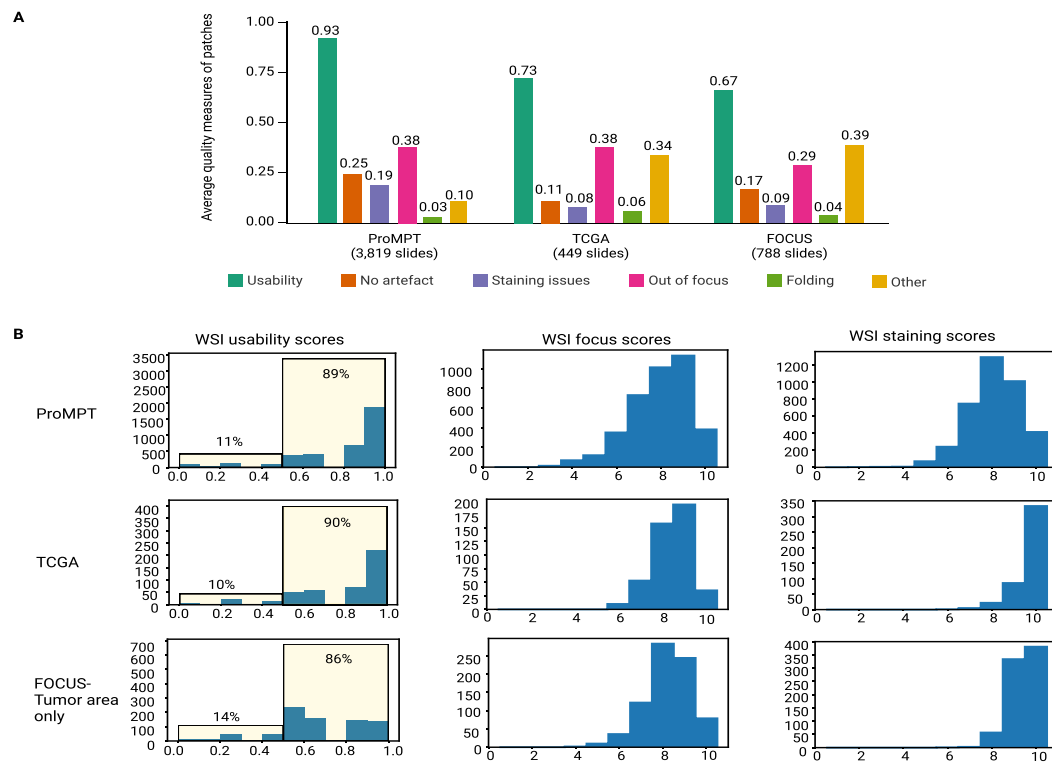 A
Average quality measures of patches
1.00
0.75
0.50
0.25
0.00
0.93 0.25 0.19 0.38 0.03 0.10
0.73 0.11 0.08 0.38 0.06 0.34
0.67 0.17 0.09 0.29 0.04 0.39
ProMPT
(3,819 slides)
TCGA
(449 slides)
FOCUS
(788 slides)
Usability No artefact Staining issues Out of focus Folding Other
B
WSI usability scores
WSI focus scores
WSI staining scores
ProMPT
3500
3000
2500
2000
1500
1000
500
0
11%
89%
0.0 0.2 0.4 0.6 0.8 1.0
1000
800
600
400
200
0
0 2 4 6 8 10
1200
1000
800
600
400
200
0
0 2 4 6 8 10
TCGA
400
350
300
250
200
150
100
50
0
10%
90%
0.0 0.2 0.4 0.6 0.8 1.0
200
175
125
100
75
50
25
0
0 2 4 6 8 10
350
300
250
200
150
100
50
0
0 2 4 6 8 10
FOCUS-
Tumor area
only
700
600
500
400
300
200
100
0
14%
86%
0.0 0.2 0.4 0.6 0.8 1.0
250
200
150
100
50
0
0 2 4 6 8 10
400
350
300
250
200
150
50
0
0 2 4 6 8 10